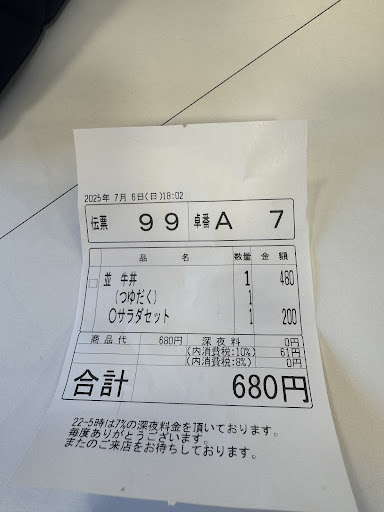 2025年 7月 6日(日)18:02
伝票 99 卓番 A 7
品 名 数量 金 額
並 牛丼 1 480
(つゆだく) 1
〇サラダセット 1 200
商品代 680円 深夜料 0円
(内消費税:10%) 61円
(内消費税:8%) 0円
合計 680円
22-5時は7%の深夜料金を頂いております。
毎度ありがとうございます。
またのご来店をお待ちしております。